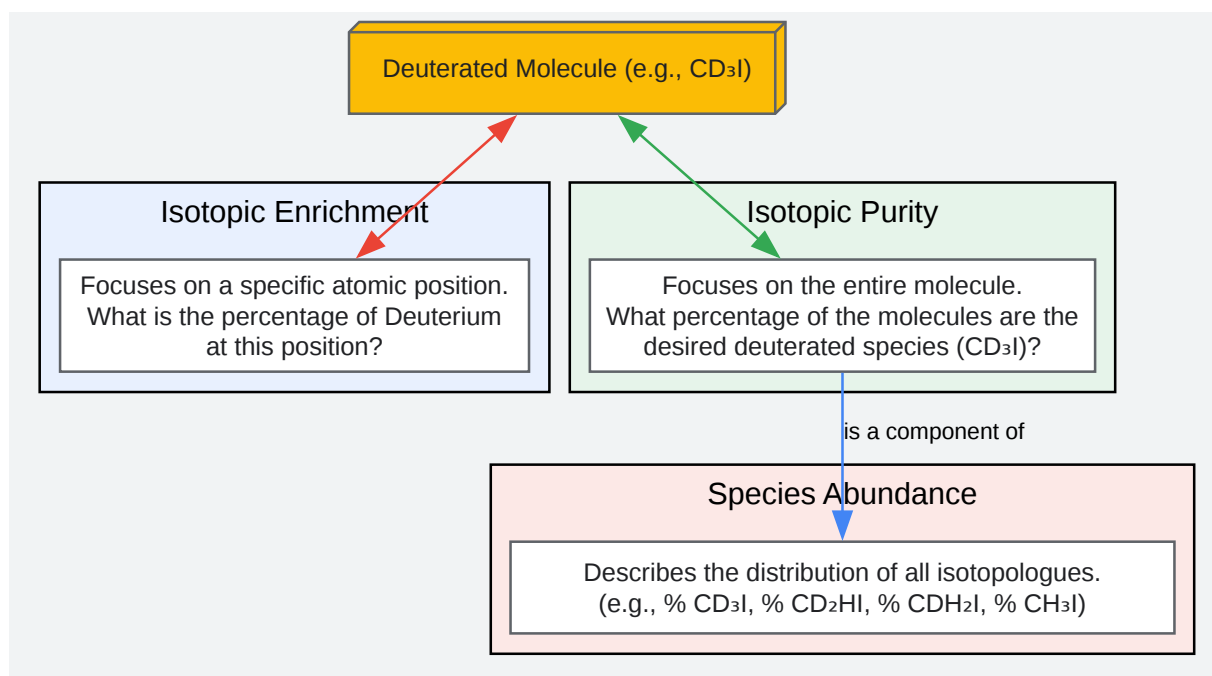 Deuterated Molecule (e.g., CD₃I)
Isotopic Enrichment
Focuses on a specific atomic position.
What is the percentage of Deuterium
at this position?
Isotopic Purity
Focuses on the entire molecule.
What percentage of the molecules are the
desired deuterated species (CD₃I)?
is a component of
Species Abundance
Describes the distribution of all isotopologues.
(e.g., % CD₃I, % CD₂HI, % CDH₂I, % CH₃I)